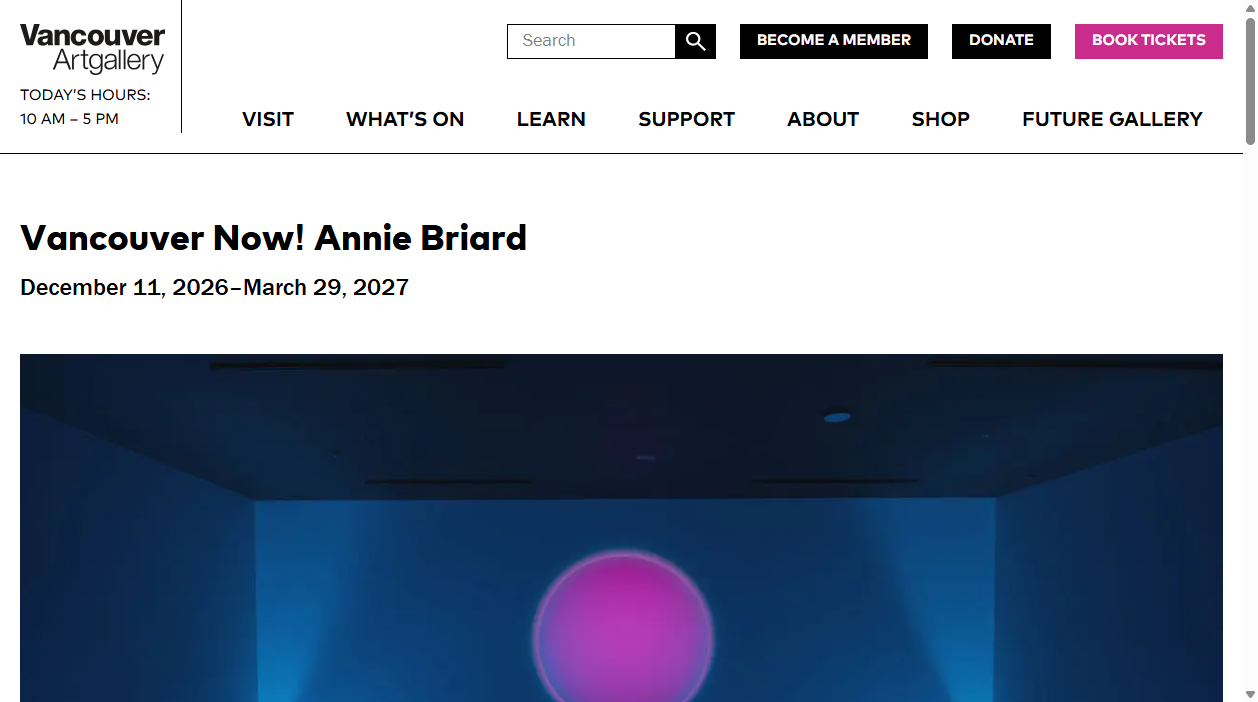 Vancouver
Artgallery
TODAY'S HOURS:
10 AM – 5 PM
Search
BECOME A MEMBER
DONATE
BOOK TICKETS
VISIT
WHAT'S ON
LEARN
SUPPORT
ABOUT
SHOP
FUTURE GALLERY
Vancouver Now! Annie Briard
December 11, 2026–March 29, 2027